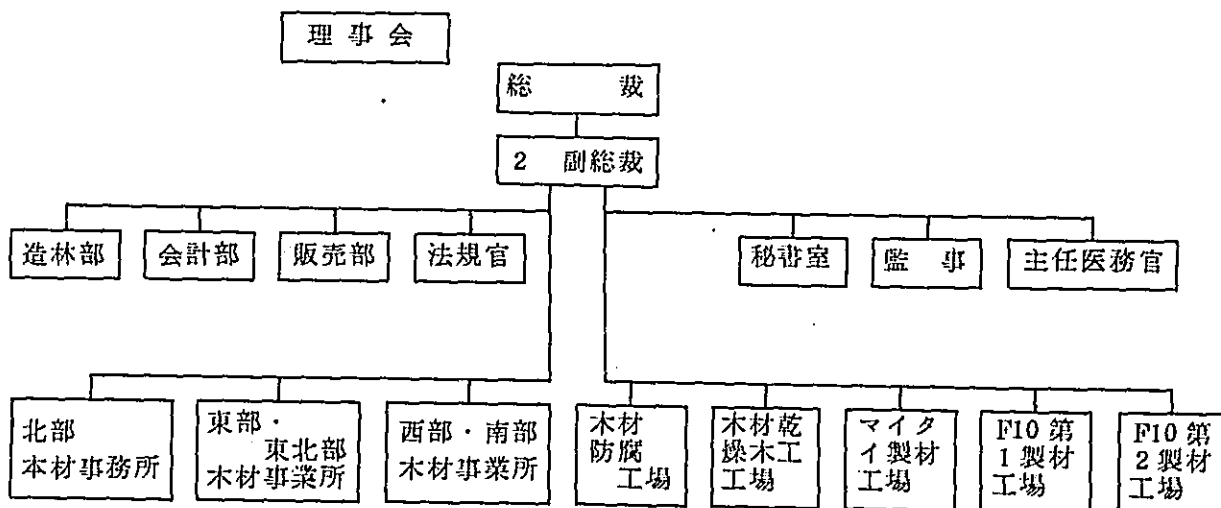 理事会
総裁
2 副総裁
造林部
会計部
販売部
法規官
秘書室
監事
主任医務官
北部
本材事務所
東部・
東北部
木材事業所
西部・南部
木材事業所
木材
防腐
工場
木材乾
操木工
工場
マイタ
イ製材
工場
F10第
1製材
工場
F10第
2製材
工場